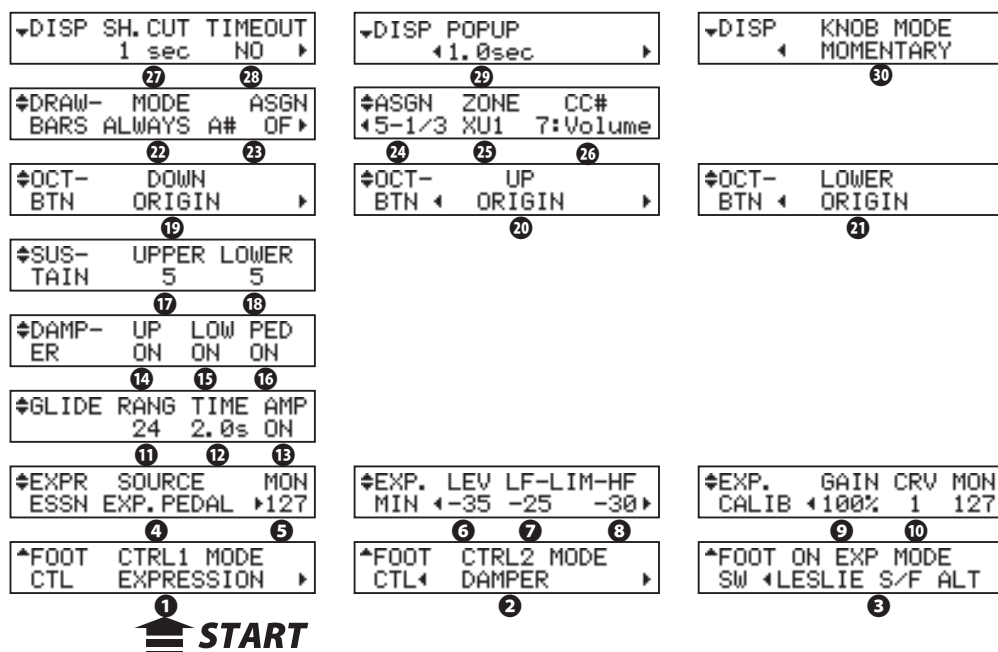 DISP SH.CUT TIMEOUT
1 sec NO
27 28
DISP POPUP
1.0sec
29
DISP KNOB MODE
MOMENTARY
30
DRAW- MODE ASGN
BARS ALWAYS A# OF
22 23
ASGN ZONE CC#
5-1/3 XU1 7:Volume
24 25 26
OCT- DOWN
BTN ORIGIN
19
OCT- UP
BTN ORIGIN
20
OCT- LOWER
BTN ORIGIN
21
SUS- UPPER LOWER
TAIN 5 5
17 18
DAMP- UP LOW PED
ER ON ON ON
14 15 16
GLIDE RANG TIME AMP
24 2.0s ON
11 12 13
EXPR SOURCE MON
ESSN EXP.PEDAL 127
4 5
EXP. LEV LF-LIM-HF
MIN -35 -25 -30
6 7 8
EXP. GAIN CRV MON
CALIB 100% 1 127
9 10
FOOT CTRL1 MODE
CTL EXPRESSION
1
FOOT CTRL2 MODE
CTL DAMPER
2
FOOT ON EXP MODE
SW LESLIE S/F ALT
3
START